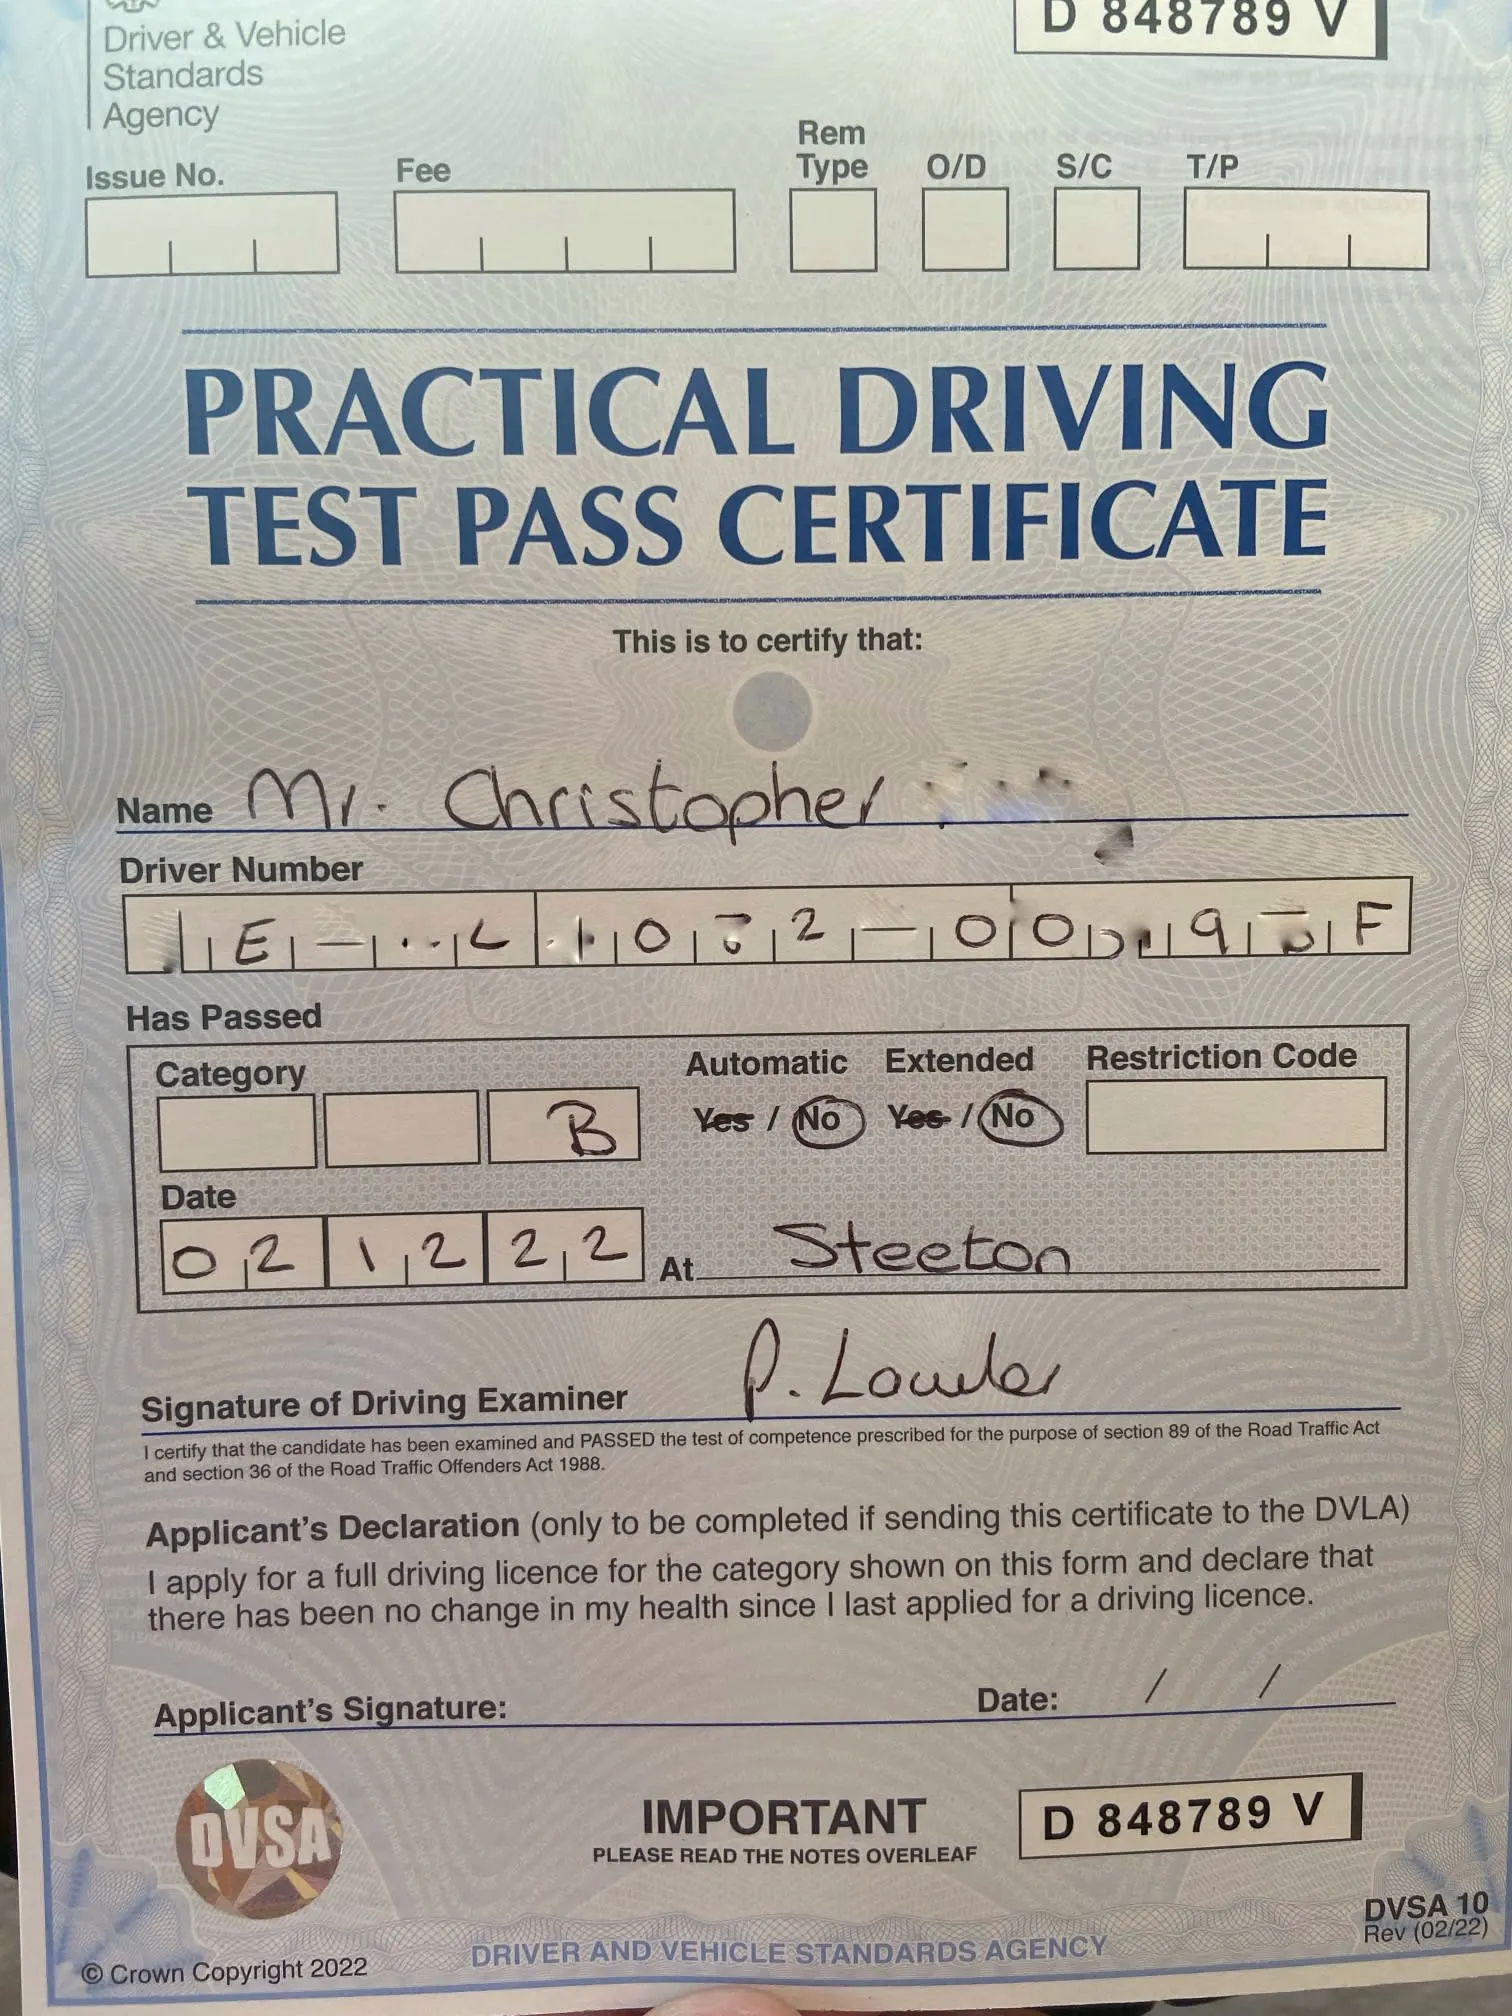 Driver & Vehicle
Standards
Agency
D 848789 V
Issue No. Fee Rem Type O/D S/C T/P
PRACTICAL DRIVING
TEST PASS CERTIFICATE
This is to certify that:
Name Mr. Christopher
Driver Number
Has Passed
Category Automatic Extended Restriction Code
B Yes / No Yes / No
Date
02 12 22 At Steeton
Signature of Driving Examiner P. Lawler
I certify that the candidate has been examined and PASSED the test of competence prescribed for the purpose of section 89 of the Road Traffic Act
and section 36 of the Road Traffic Offenders Act 1988.
Applicant's Declaration (only to be completed if sending this certificate to the DVLA)
I apply for a full driving licence for the category shown on this form and declare that
there has been no change in my health since I last applied for a driving licence.
Applicant's Signature: Date: / /
DVSA
IMPORTANT
PLEASE READ THE NOTES OVERLEAF
D 848789 V
DVSA 10
Rev (02/22)
DRIVER AND VEHICLE STANDARDS AGENCY
© Crown Copyright 2022